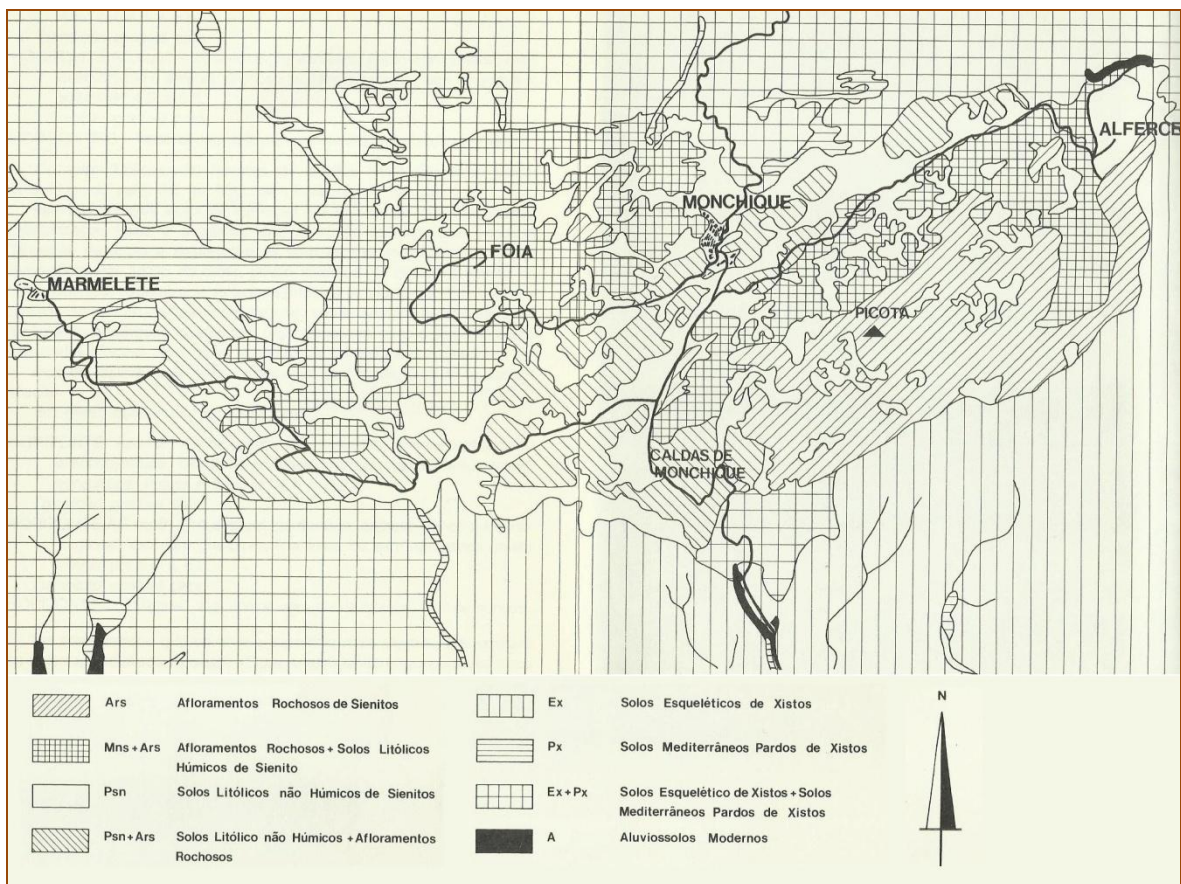 ALFERCE
MONCHIQUE
FOIA
MARMELETE
PICOTA
CALDAS DE
MONCHIQUE
Ars Afloramentos Rochosos de Sienitos
Mns + Ars Afloramentos Rochosos + Solos Litólicos
Húmicos de Sienito
Psn Solos Litólicos não Húmicos de Sienitos
Psn + Ars Solos Litólico não Húmicos + Afloramentos
Rochosos
Ex Solos Esqueléticos de Xistos
Px Solos Mediterrâneos Pardos de Xistos
Ex + Px Solos Esquelético de Xistos + Solos
Mediterrâneos Pardos de Xistos
A Aluviossolos Modernos
N